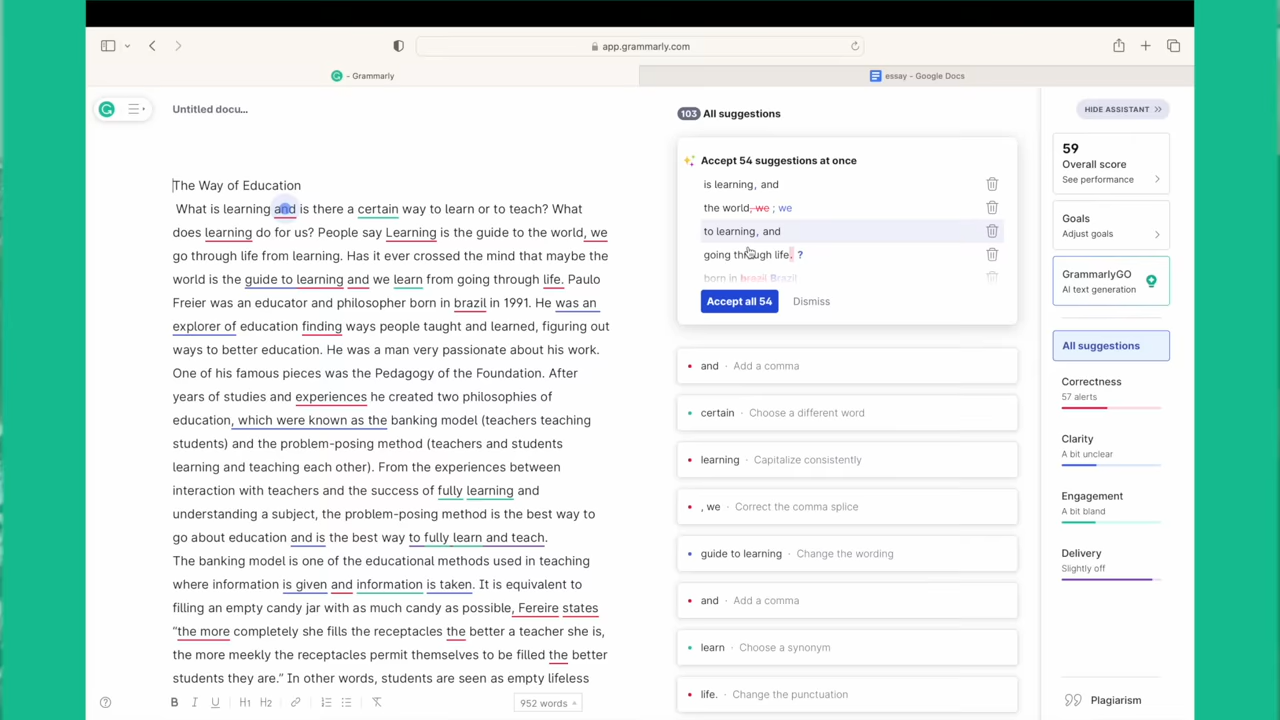 app.grammarly.com
- Grammarly
essay - Google Docs
Untitled docu...
The Way of Education
What is learning and is there a certain way to learn or to teach? What
does learning do for us? People say Learning is the guide to the world, we
go through life from learning. Has it ever crossed the mind that maybe the
world is the guide to learning and we learn from going through life. Paulo
Freier was an educator and philosopher born in brazil in 1991. He was an
explorer of education finding ways people taught and learned, figuring out
ways to better education. He was a man very passionate about his work.
One of his famous pieces was the Pedagogy of the Foundation. After
years of studies and experiences he created two philosophies of
education, which were known as the banking model (teachers teaching
students) and the problem-posing method (teachers and students
learning and teaching each other). From the experiences between
interaction with teachers and the success of fully learning and
understanding a subject, the problem-posing method is the best way to
go about education and is the best way to fully learn and teach.
The banking model is one of the educational methods used in teaching
where information is given and information is taken. It is equivalent to
filling an empty candy jar with as much candy as possible, Fereire states
“the more completely she fills the receptacles the better a teacher she is,
the more meekly the receptacles permit themselves to be filled the better
students they are.” In other words, students are seen as empty lifeless
B I U H1 H2
952 words
103 All suggestions
Accept 54 suggestions at once
is learning, and
the world, we ; we
to learning, and
going through life. ?
born in brazil Brazil
Accept all 54 Dismiss
and · Add a comma
certain · Choose a different word
learning · Capitalize consistently
, we · Correct the comma splice
guide to learning · Change the wording
and · Add a comma
learn · Choose a synonym
life. · Change the punctuation
HIDE ASSISTANT
59
Overall score
See performance
Goals
Adjust goals
GrammarlyGO
AI text generation
All suggestions
Correctness
57 alerts
Clarity
A bit unclear
Engagement
A bit bland
Delivery
Slightly off
Plagiarism